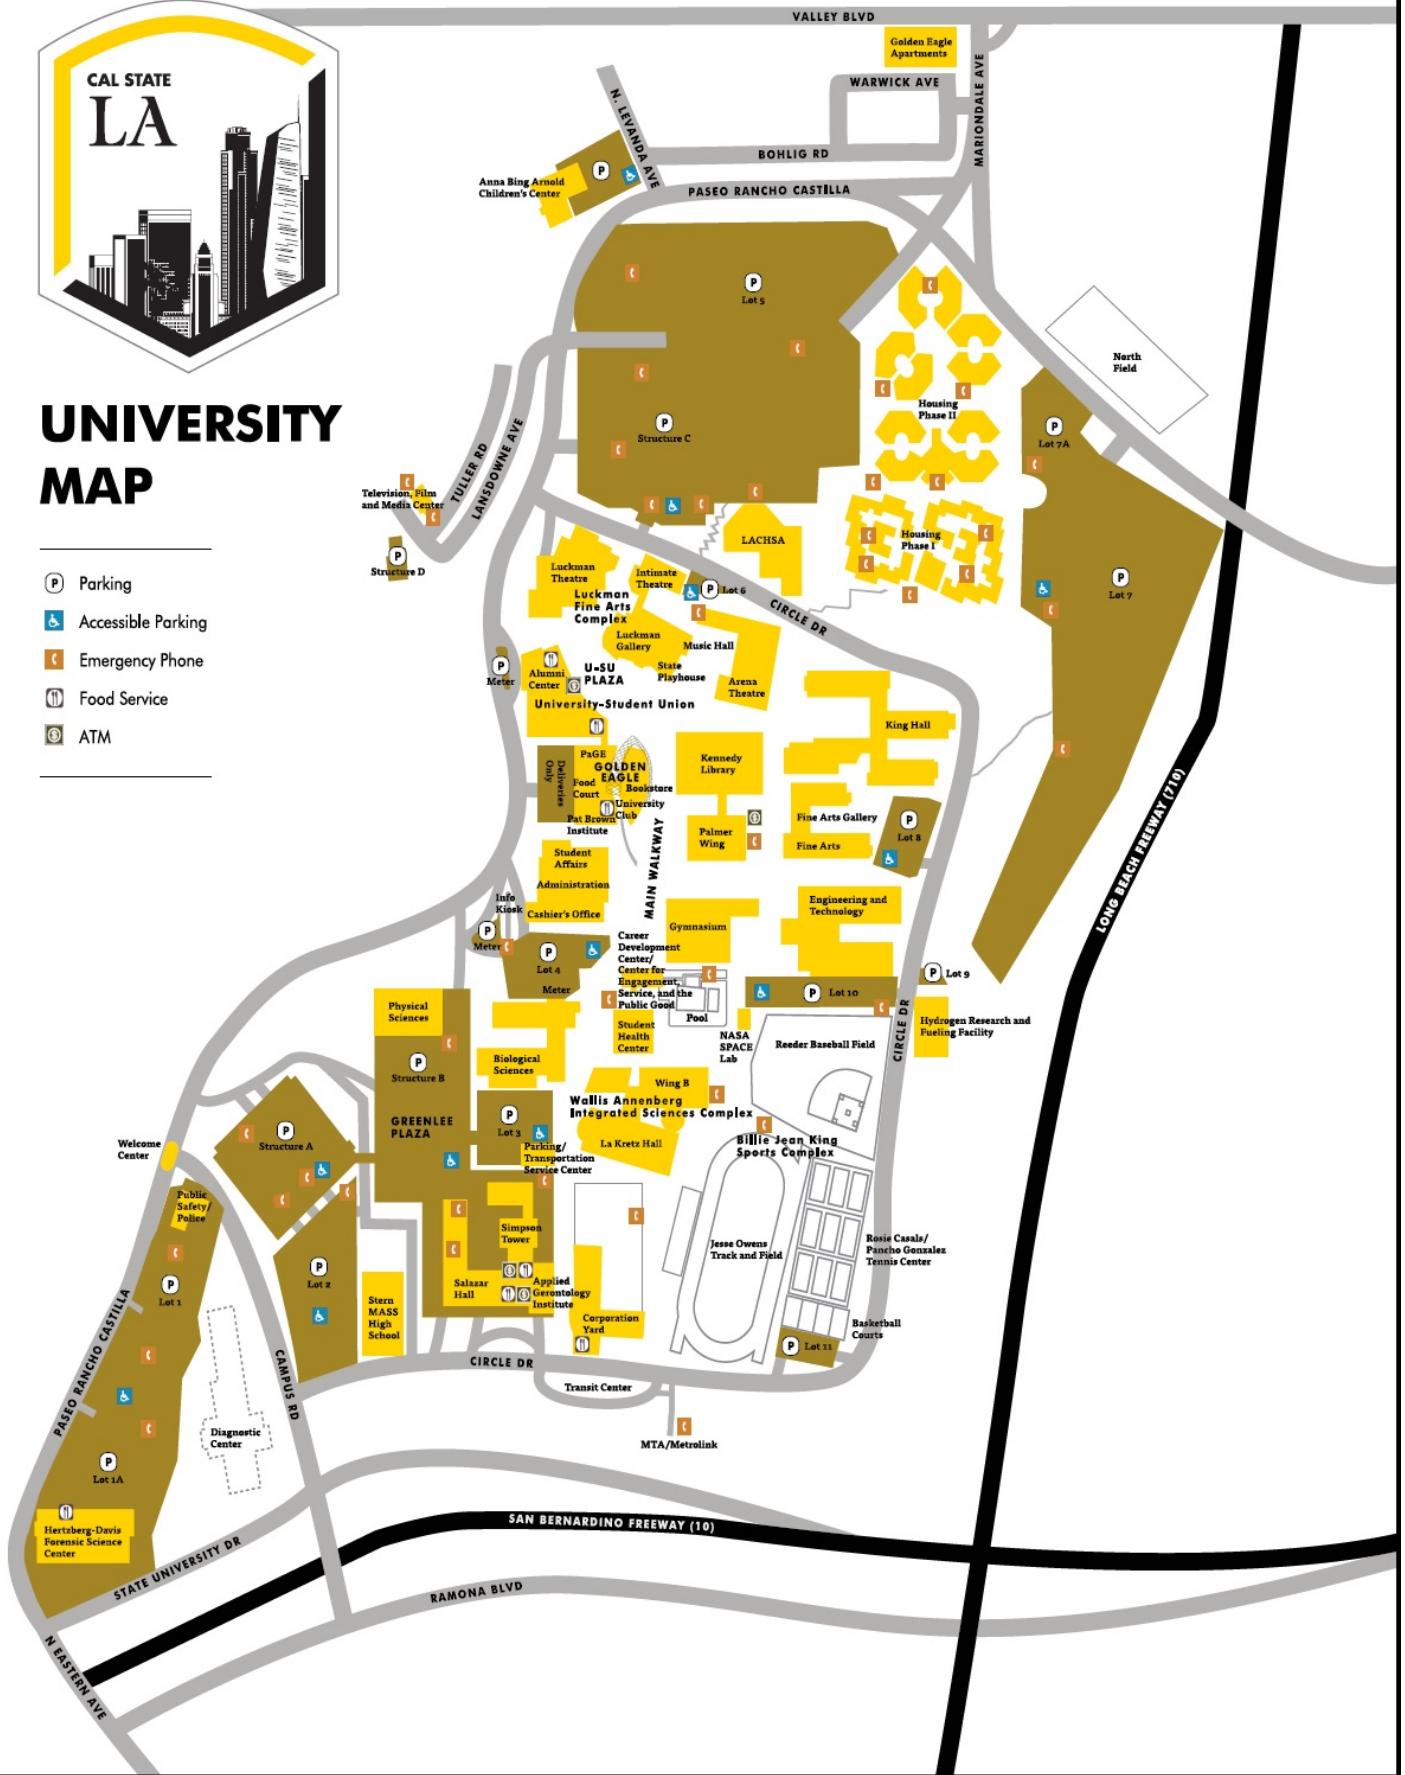 CAL STATE
LA
UNIVERSITY
MAP
Parking
Accessible Parking
Emergency Phone
Food Service
ATM
VALLEY BLVD
Golden Eagle
Apartments
WARWICK AVE
MARIONDALE AVE
N. LEVANDA AVE
BOHLIG RD
P
Anna Bing Arnold
Children's Center
PASEO RANCHO CASTILLA
P
Lot 5
North
Field
Housing
Phase II
P
Structure C
P
Lot 7A
TULLER RD
LANSDOWNE AVE
Television, Film
and Media Center
P
Structure D
LACHSA
Housing
Phase I
P
Lot 7
Luckman
Theatre
Intimate
Theatre
P Lot 6
Luckman
Fine Arts
Complex
CIRCLE DR
Luckman
Gallery
Music Hall
State
Playhouse
Arena
Theatre
P
Meter
Alumni
Center
U-SU
PLAZA
University-Student Union
King Hall
PaGE
GOLDEN
EAGLE
Deliveries
Only
Food
Court
Bookstore
University
Club
Pat Brown
Institute
Kennedy
Library
LONG BEACH FREEWAY (710)
Palmer
Wing
Fine Arts Gallery
Fine Arts
P
Lot 8
MAIN WALKWAY
Student
Affairs
Administration
Cashier's Office
Info
Kiosk
P
Meter
P
Lot 4
Meter
Engineering and
Technology
Gymnasium
Career
Development
Center/
Center for
Engagement,
Service, and the
Public Good
Pool
P Lot 9
P Lot 10
Physical
Sciences
Student
Health
Center
NASA
SPACE
Lab
Reeder Baseball Field
CIRCLE DR
Hydrogen Research and
Fueling Facility
P
Structure B
Biological
Sciences
Wing B
Wallis Annenberg
Integrated Sciences Complex
GREENLEE
PLAZA
P
Lot 3
La Kretz Hall
Billie Jean King
Sports Complex
Welcome
Center
P
Structure A
Parking/
Transportation
Service Center
Public
Safety/
Police
Simpson
Tower
Jesse Owens
Track and Field
Rosie Casals/
Pancho Gonzalez
Tennis Center
P
Lot 1
P
Lot 2
Stern
MASS
High
School
Salazar
Hall
Applied
Gerontology
Institute
Corporation
Yard
Basketball
Courts
P Lot 11
PASEO RANCHO CASTILLA
CAMPUS RD
CIRCLE DR
Transit Center
Diagnostic
Center
MTA/Metrolink
P
Lot 1A
Hertzberg-Davis
Forensic Science
Center
SAN BERNARDINO FREEWAY (10)
STATE UNIVERSITY DR
RAMONA BLVD
N EASTERN AVE